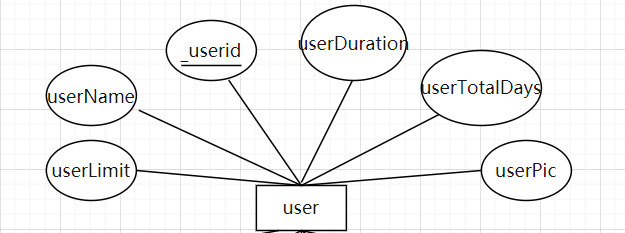 _userid
userDuration
userTotalDays
userName
userLimit
userPic
user